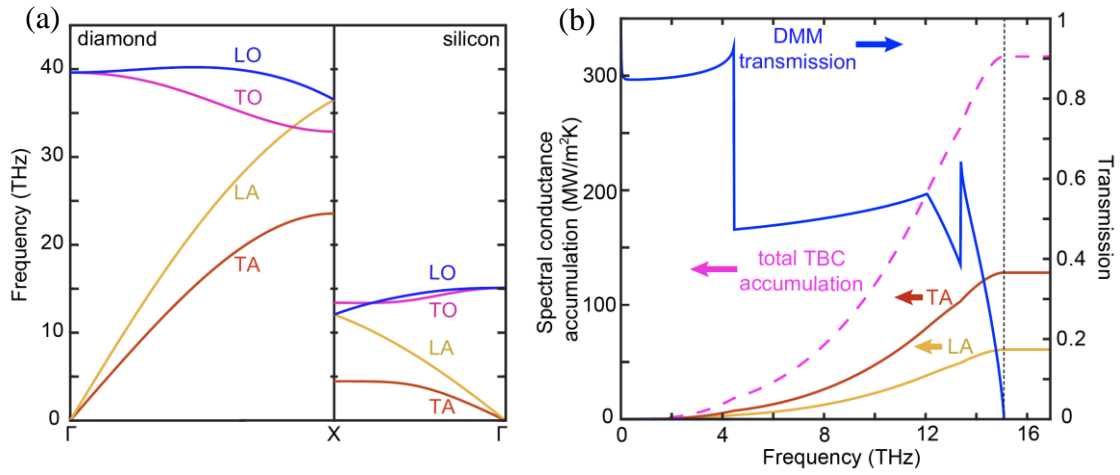 (a)
diamond
silicon
LO
TO
LA
TA
LO
TO
LA
TA
40
30
20
10
0
Frequency (THz)
Γ
X
Γ
(b)
DMM
transmission
total TBC
accumulation
TA
LA
300
200
100
0
Spectral conductance
accumulation (MW/m²K)
1
0.8
0.6
0.4
0.2
0
Transmission
0
4
8
12
16
Frequency (THz)